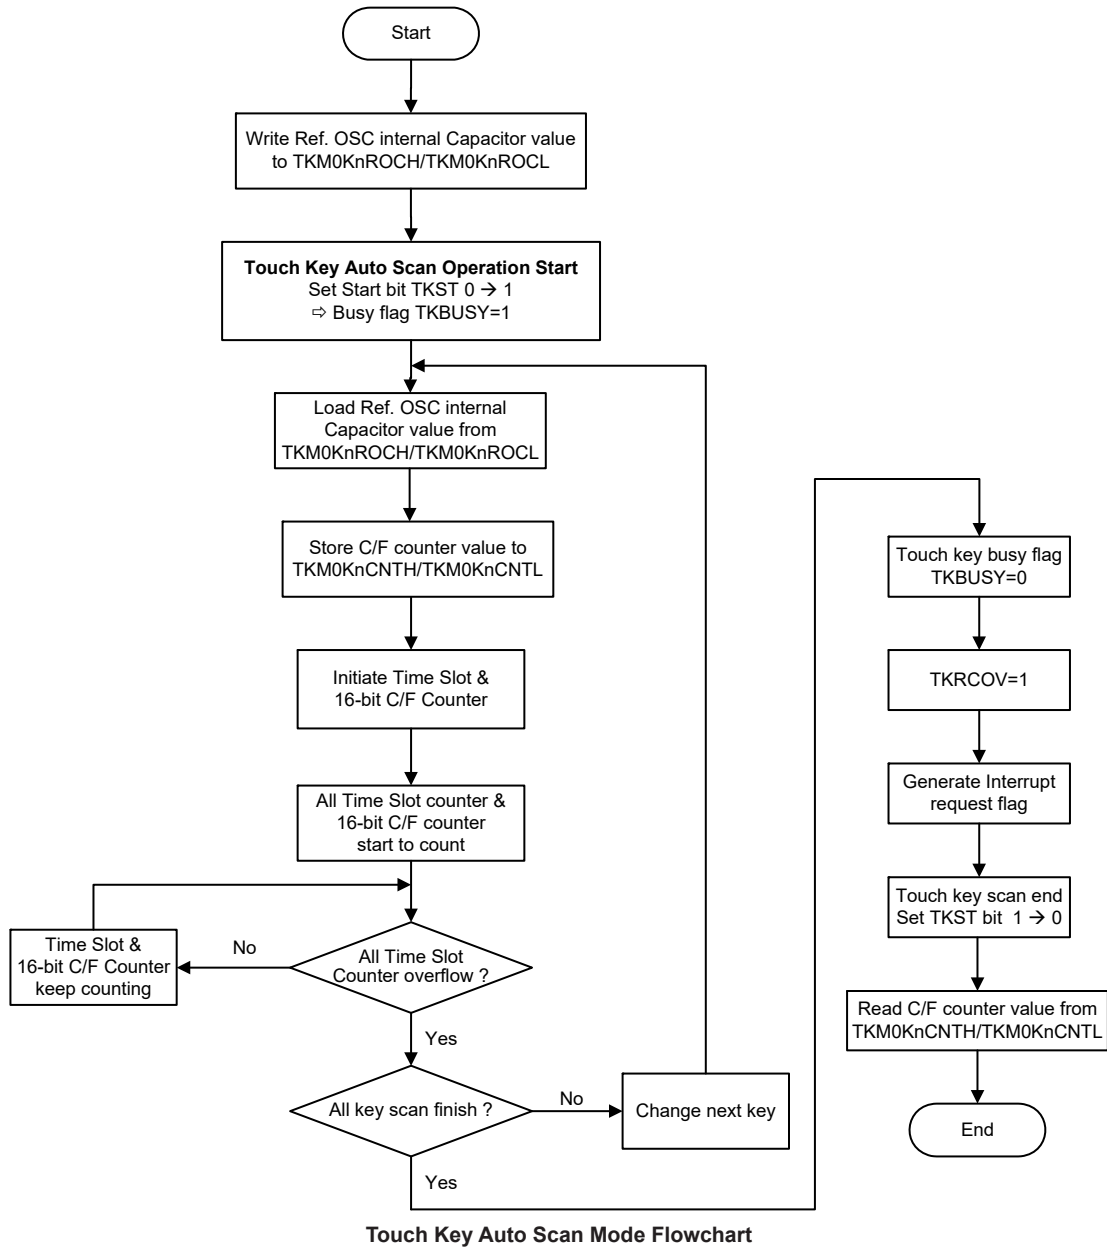 Start
Write Ref. OSC internal Capacitor value
to TKM0KnROCH/TKM0KnROCL
Touch Key Auto Scan Operation Start
Set Start bit TKST 0 → 1
⇨ Busy flag TKBUSY=1
Load Ref. OSC internal
Capacitor value from
TKM0KnROCH/TKM0KnROCL
Store C/F counter value to
TKM0KnCNTH/TKM0KnCNTL
Initiate Time Slot &
16-bit C/F Counter
All Time Slot counter &
16-bit C/F counter
start to count
Time Slot &
16-bit C/F Counter
keep counting
No
All Time Slot
Counter overflow ?
Yes
All key scan finish ?
No
Change next key
Yes
Touch key busy flag
TKBUSY=0
TKRCOV=1
Generate Interrupt
request flag
Touch key scan end
Set TKST bit 1 → 0
Read C/F counter value from
TKM0KnCNTH/TKM0KnCNTL
End
Touch Key Auto Scan Mode Flowchart